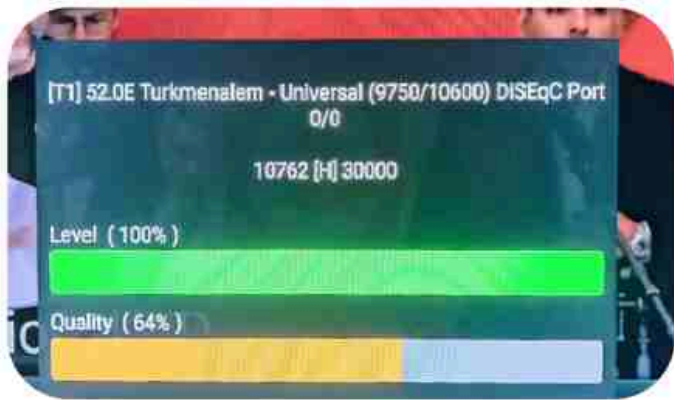 [T1] 52.0E Turkmenalem - Universal (9750/10600) DiSEqC Port
0/0
10762 [H] 30000
Level ( 100% )
Quality ( 64% )